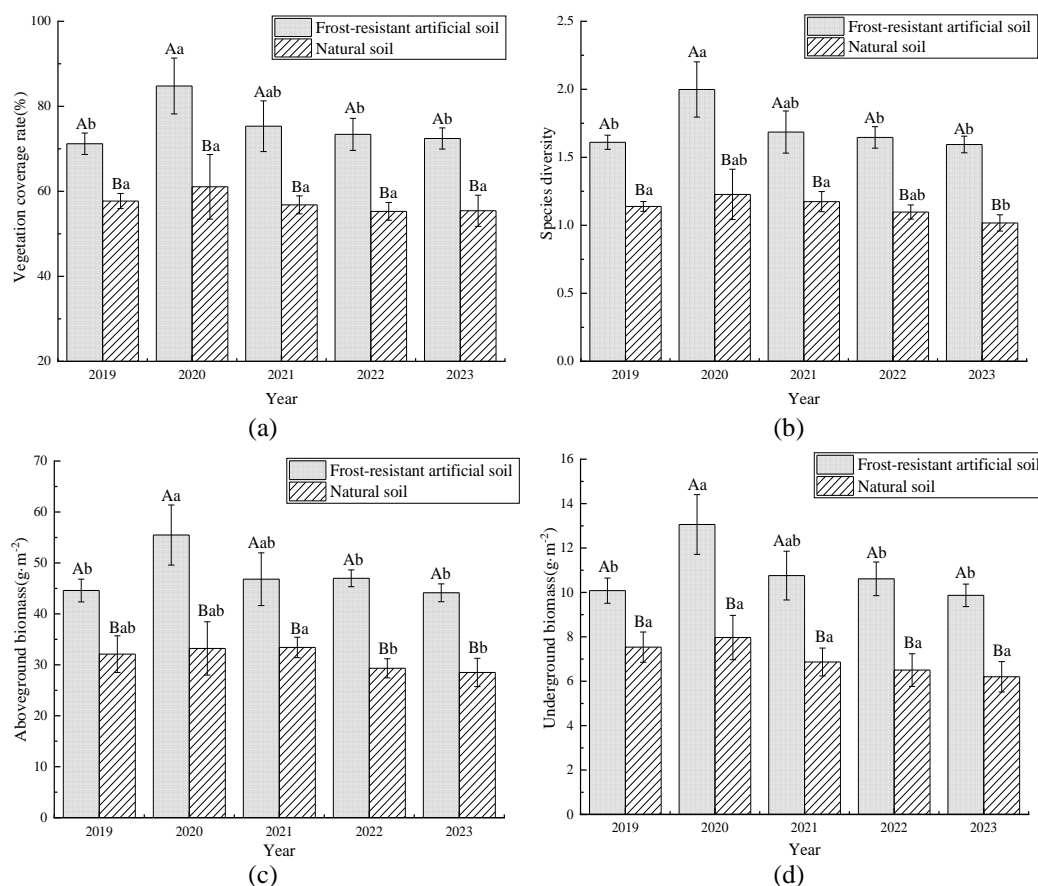 100
80
60
40
20
Vegetation coverage rate(%)
Frost-resistant artificial soil
Natural soil
Aa
Ab
Aab
Ab
Ab
Ba
Ba
Ba
Ba
Ba
2019
2020
2021
2022
2023
Year
(a)
2.5
2.0
1.5
1.0
0.5
0.0
Species diversity
Frost-resistant artificial soil
Natural soil
Aa
Ab
Aab
Ab
Ab
Ba
Bab
Ba
Bab
Bb
2019
2020
2021
2022
2023
Year
(b)
70
60
50
40
30
20
10
0
Aboveground biomass(g·m-2)
Frost-resistant artificial soil
Natural soil
Aa
Ab
Aab
Ab
Ab
Bab
Bab
Ba
Bb
Bb
2019
2020
2021
2022
2023
Year
(c)
16
14
12
10
8
6
4
2
0
Underground biomass(g·m-2)
Frost-resistant artificial soil
Natural soil
Aa
Ab
Aab
Ab
Ab
Ba
Ba
Ba
Ba
Ba
2019
2020
2021
2022
2023
Year
(d)